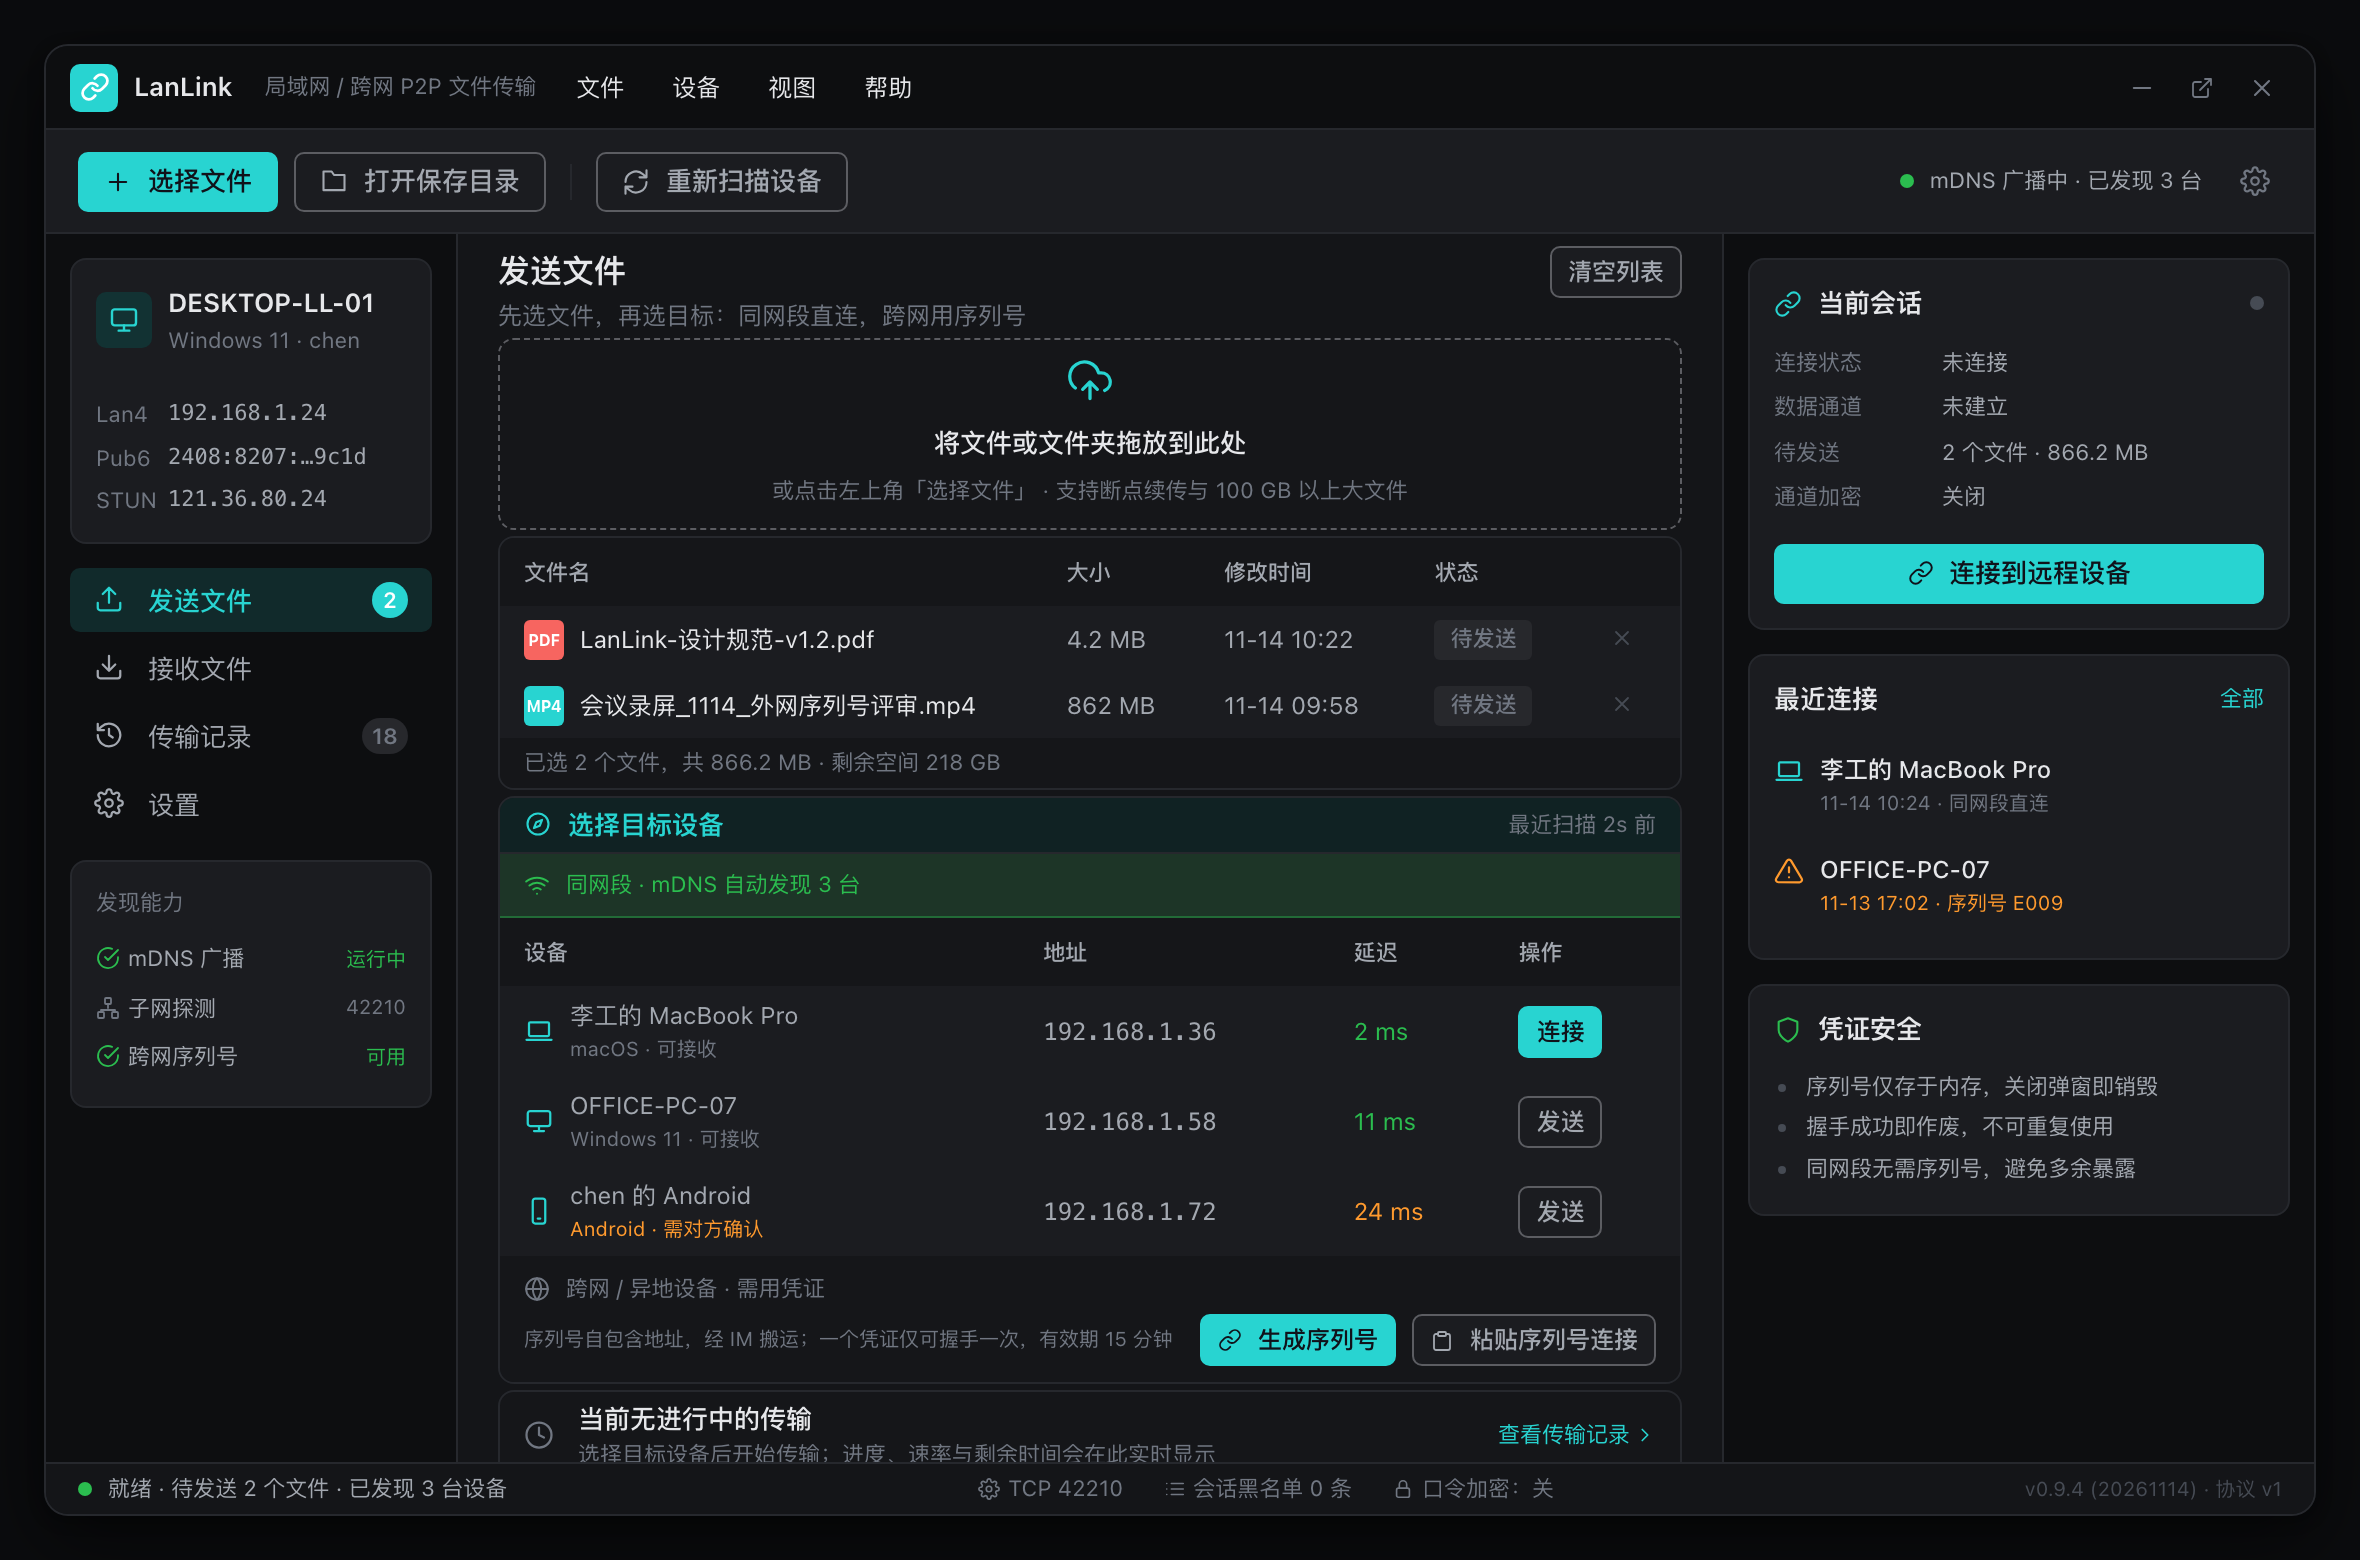 LanLink 局域网 / 跨网 P2P 文件传输 文件 设备 视图 帮助
选择文件 打开保存目录 重新扫描设备 mDNS 广播中 · 已发现 3 台
DESKTOP-LL-01
Windows 11 · chen
Lan4 192.168.1.24
Pub6 2408:8207:…9c1d
STUN 121.36.80.24
发送文件 2
接收文件
传输记录 18
设置
发现能力
mDNS 广播 运行中
子网探测 42210
跨网序列号 可用
发送文件 清空列表
先选文件，再选目标：同网段直连，跨网用序列号
将文件或文件夹拖放到此处
或点击左上角「选择文件」 · 支持断点续传与 100 GB 以上大文件
文件名 大小 修改时间 状态
PDF LanLink-设计规范-v1.2.pdf 4.2 MB 11-14 10:22 待发送
MP4 会议录屏_1114_外网序列号评审.mp4 862 MB 11-14 09:58 待发送
已选 2 个文件，共 866.2 MB · 剩余空间 218 GB
选择目标设备 最近扫描 2s 前
同网段 · mDNS 自动发现 3 台
设备 地址 延迟 操作
李工的 MacBook Pro 192.168.1.36 2 ms 连接
macOS · 可接收
OFFICE-PC-07 192.168.1.58 11 ms 发送
Windows 11 · 可接收
chen 的 Android 192.168.1.72 24 ms 发送
Android · 需对方确认
跨网 / 异地设备 · 需用凭证
序列号自包含地址，经 IM 搬运；一个凭证仅可握手一次，有效期 15 分钟 生成序列号 粘贴序列号连接
当前无进行中的传输 查看传输记录
选择目标设备后开始传输；进度、速率与剩余时间会在此实时显示
当前会话
连接状态 未连接
数据通道 未建立
待发送 2 个文件 · 866.2 MB
通道加密 关闭
连接到远程设备
最近连接 全部
李工的 MacBook Pro
11-14 10:24 · 同网段直连
OFFICE-PC-07
11-13 17:02 · 序列号 E009
凭证安全
序列号仅存于内存，关闭弹窗即销毁
握手成功即作废，不可重复使用
同网段无需序列号，避免多余暴露
就绪 · 待发送 2 个文件 · 已发现 3 台设备 TCP 42210 会话黑名单 0 条 口令加密：关 v0.9.4 (20261114) · 协议 v1